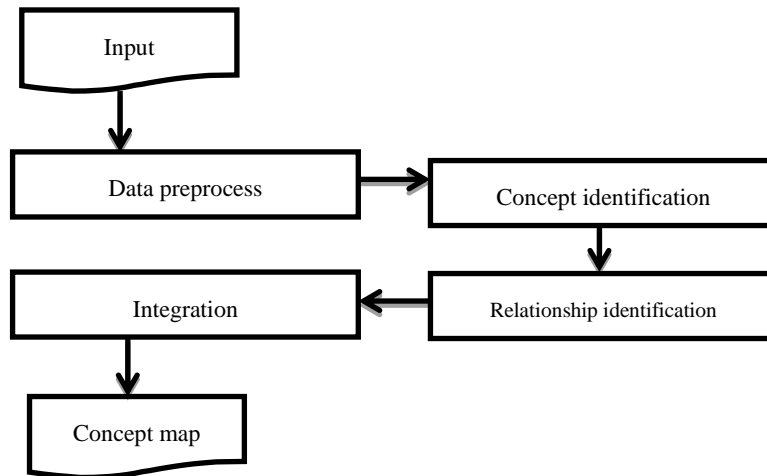 Input
Data preprocess
Concept identification
Relationship identification
Integration
Concept map